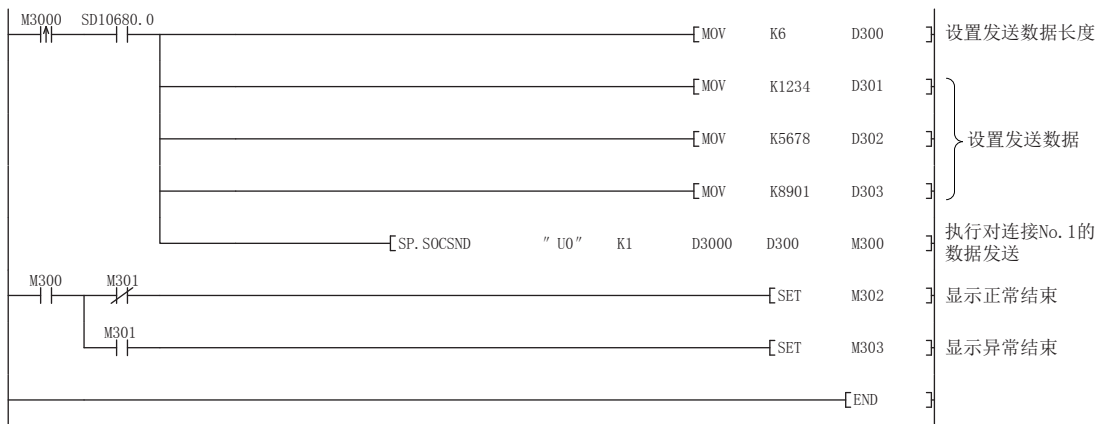 M3000 SD10680.0
MOV K6 D300 设置发送数据长度
MOV K1234 D301
MOV K5678 D302 设置发送数据
MOV K8901 D303
SP.SOCSND "U0" K1 D3000 D300 M300 执行对连接No.1的
数据发送
M300 M301
SET M302 显示正常结束
M301
SET M303 显示异常结束
END